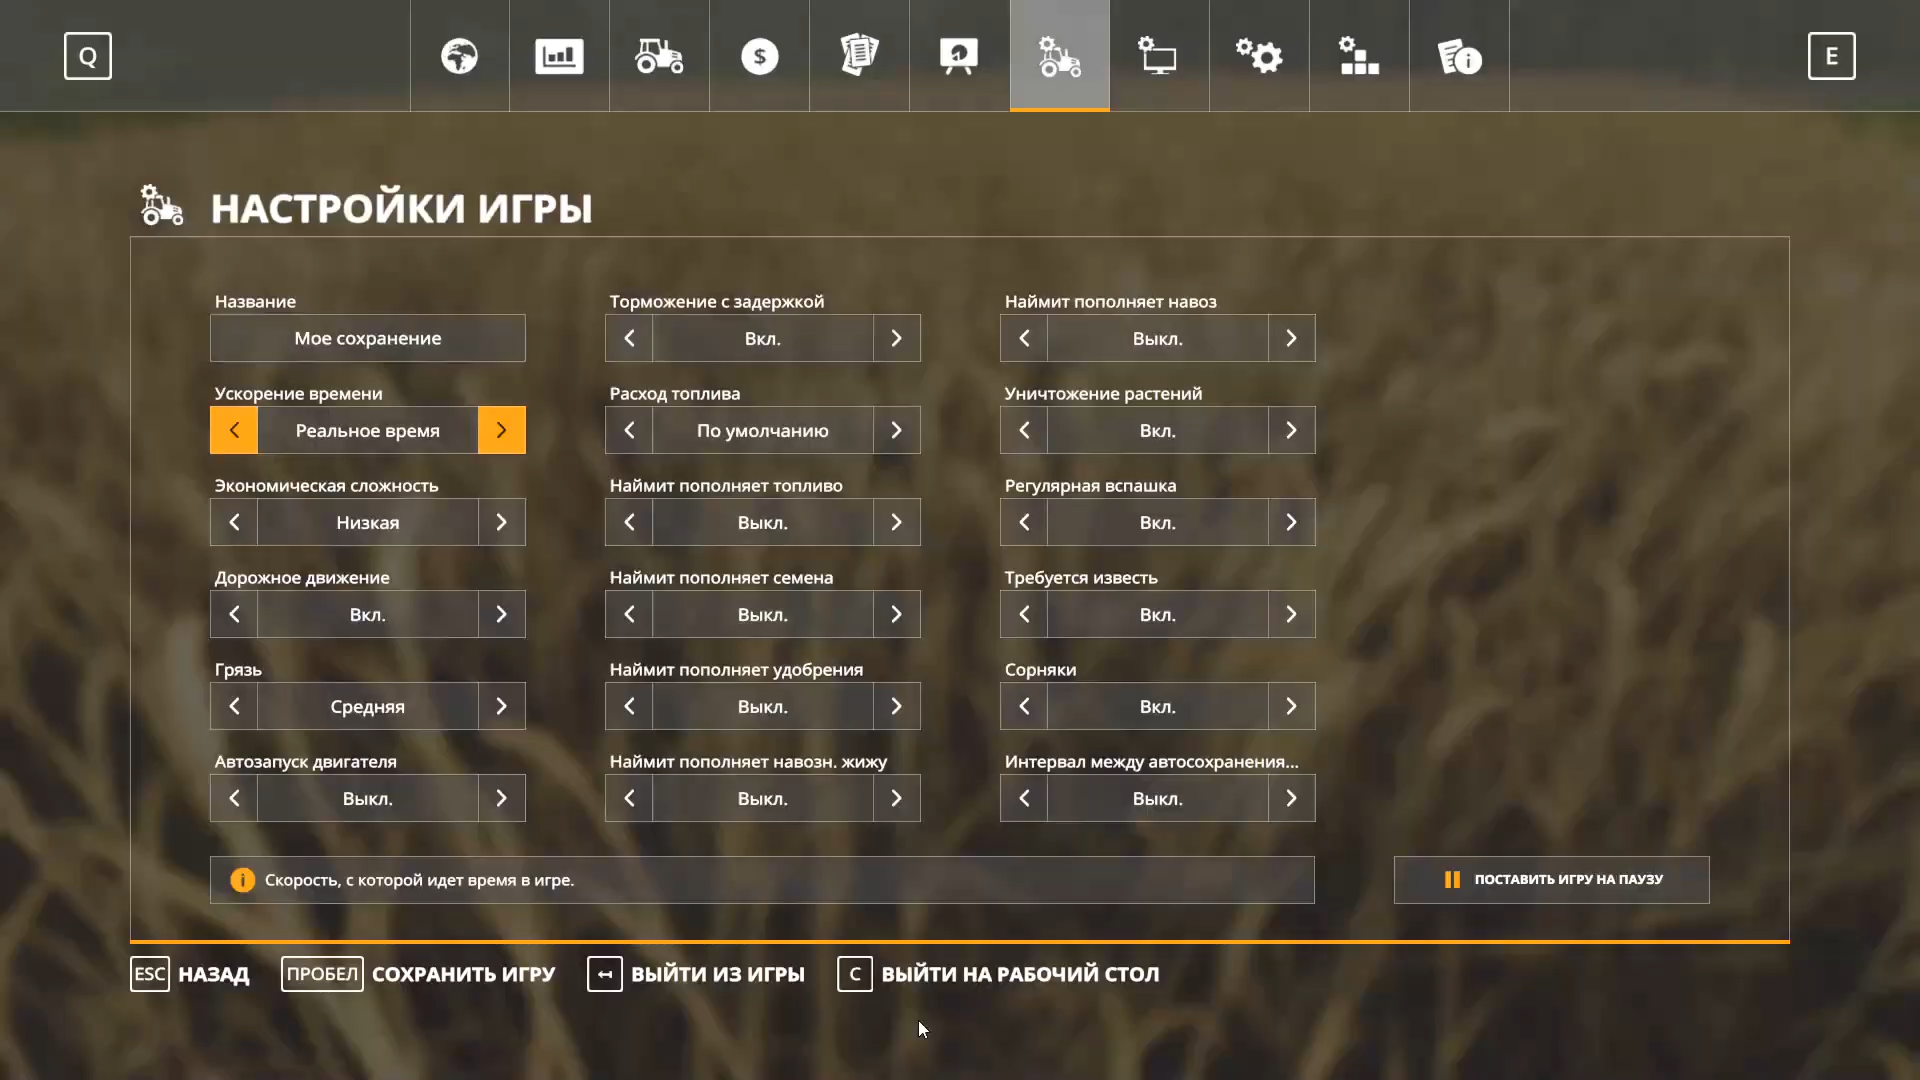 Q
E
НАСТРОЙКИ ИГРЫ
Название
Мое сохранение
Ускорение времени
Реальное время
Экономическая сложность
Низкая
Дорожное движение
Вкл.
Грязь
Средняя
Автозапуск двигателя
Выкл.
Торможение с задержкой
Вкл.
Расход топлива
По умолчанию
Наймит пополняет топливо
Выкл.
Наймит пополняет семена
Выкл.
Наймит пополняет удобрения
Выкл.
Наймит пополняет навозн. жижу
Выкл.
Наймит пополняет навоз
Выкл.
Уничтожение растений
Вкл.
Регулярная вспашка
Вкл.
Требуется известь
Вкл.
Сорняки
Вкл.
Интервал между автосохранения...
Выкл.
Скорость, с которой идет время в игре.
ПОСТАВИТЬ ИГРУ НА ПАУЗУ
ESC НАЗАД ПРОБЕЛ СОХРАНИТЬ ИГРУ ВЫЙТИ ИЗ ИГРЫ C ВЫЙТИ НА РАБОЧИЙ СТОЛ